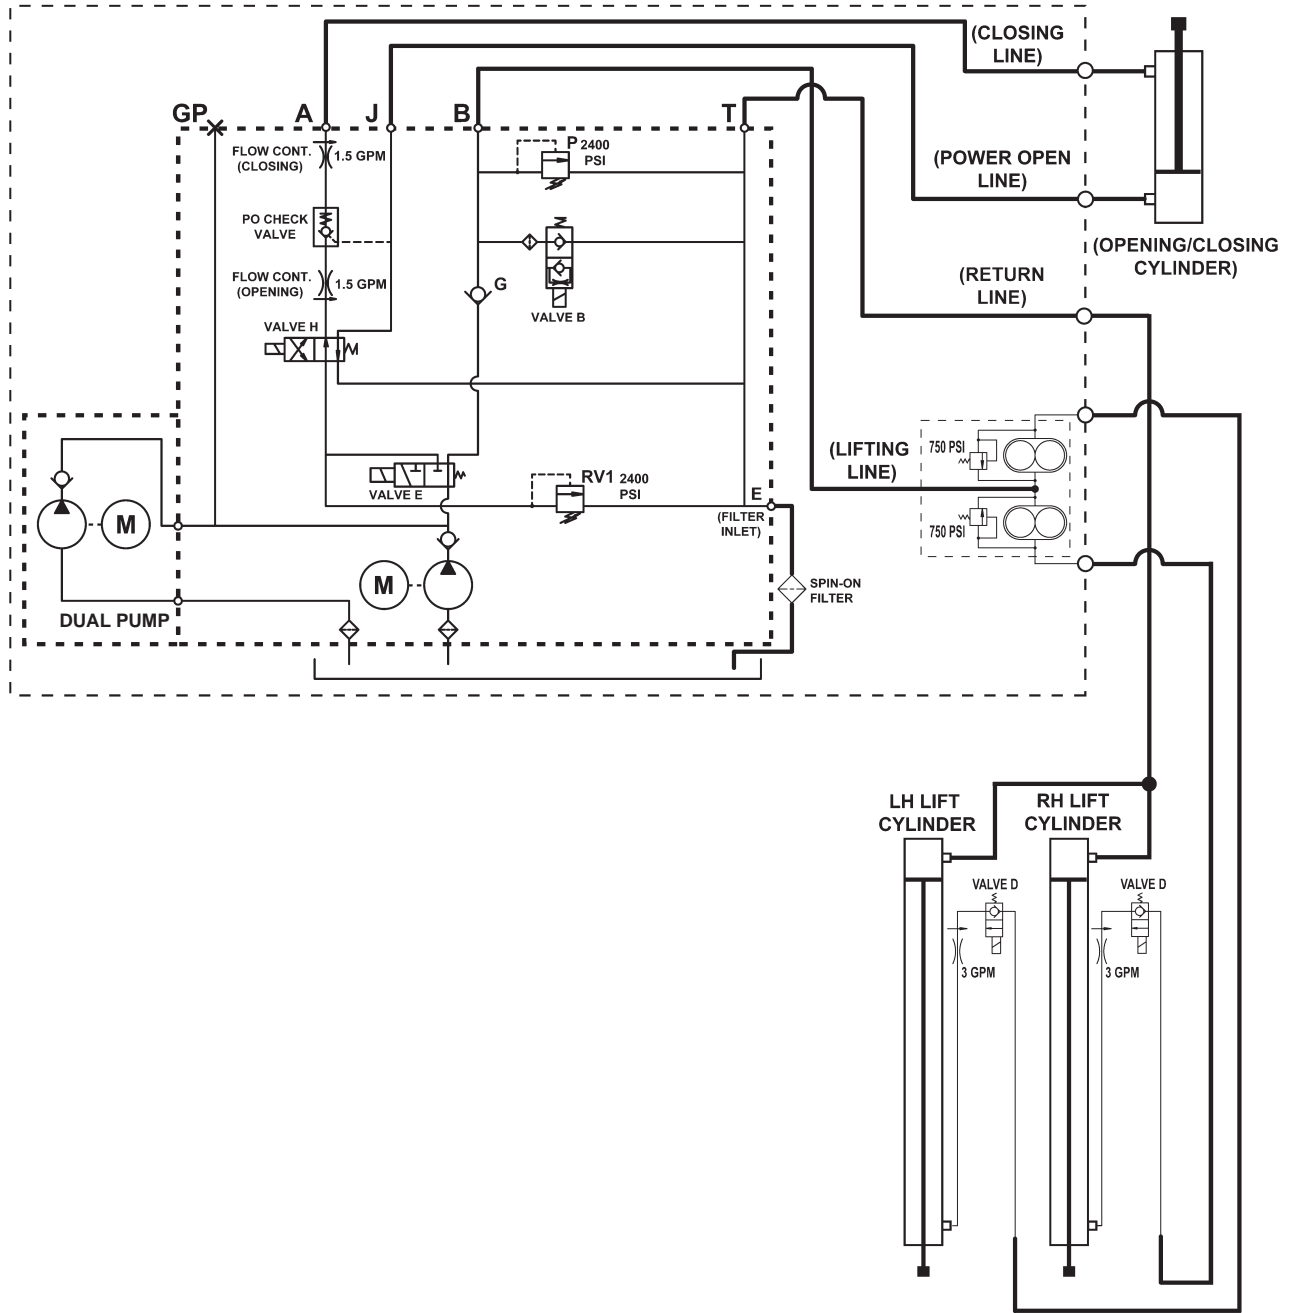 (CLOSING
LINE)
GP
A
J
B
T
FLOW CONT.
(CLOSING)
1.5 GPM
P 2400
PSI
(POWER OPEN
LINE)
PO CHECK
VALVE
(OPENING/CLOSING
CYLINDER)
FLOW CONT.
(OPENING)
1.5 GPM
G
(RETURN
LINE)
VALVE B
VALVE H
(LIFTING
LINE)
750 PSI
VALVE E
RV1 2400
PSI
E
(FILTER
INLET)
750 PSI
M
M
SPIN-ON
FILTER
DUAL PUMP
LH LIFT
CYLINDER
RH LIFT
CYLINDER
VALVE D
VALVE D
3 GPM
3 GPM